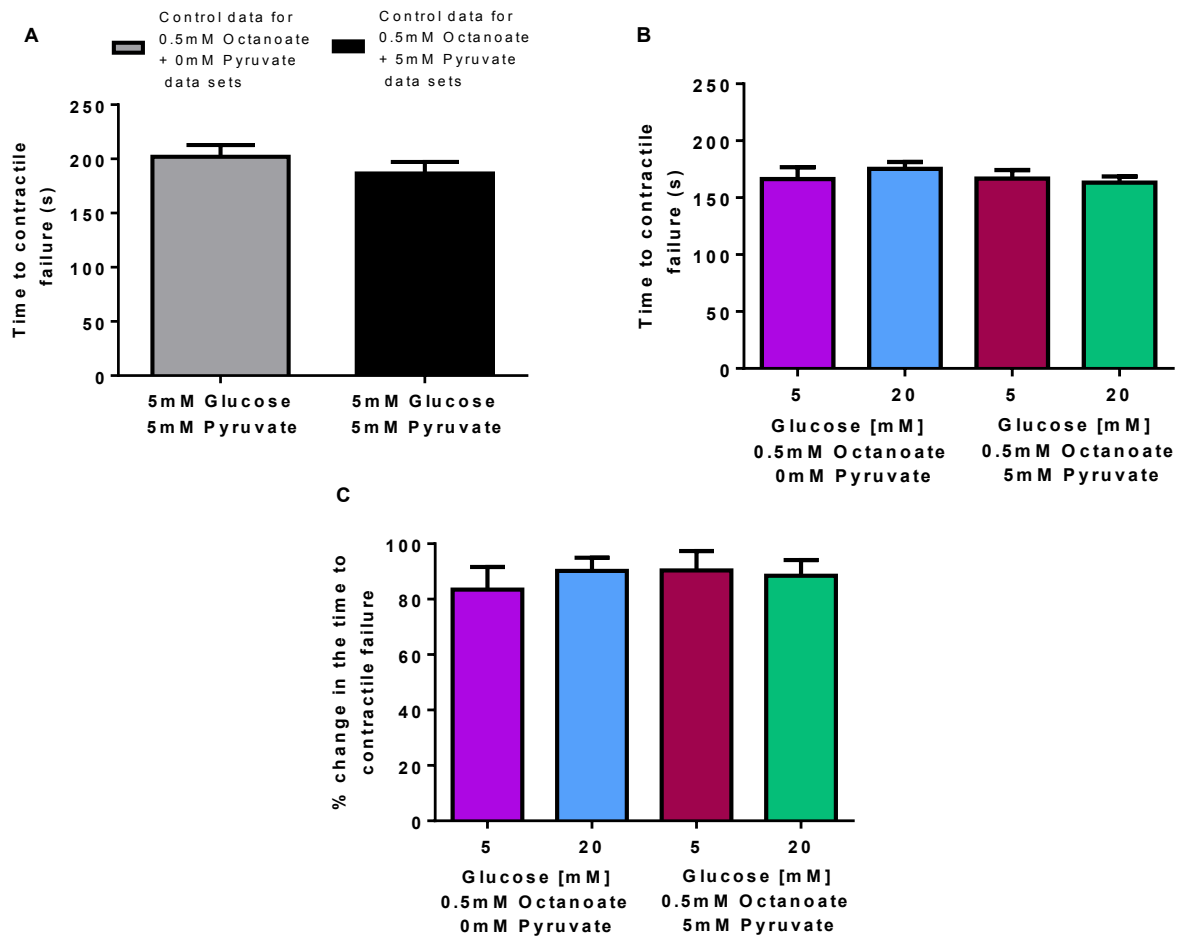 A
Control data for
0.5mM Octanoate
+ 0mM Pyruvate
data sets
Control data for
0.5mM Octanoate
+ 5mM Pyruvate
data sets
Time to contractile
failure (s)
250
200
150
100
50
0
5mM Glucose
5mM Pyruvate
5mM Glucose
5mM Pyruvate
B
Time to contractile
failure (s)
250
200
150
100
50
0
5
20
5
20
Glucose [mM]
0.5mM Octanoate
0mM Pyruvate
Glucose [mM]
0.5mM Octanoate
5mM Pyruvate
C
% change in the time to
contractile failure
100
80
60
40
20
0
5
20
5
20
Glucose [mM]
0.5mM Octanoate
0mM Pyruvate
Glucose [mM]
0.5mM Octanoate
5mM Pyruvate